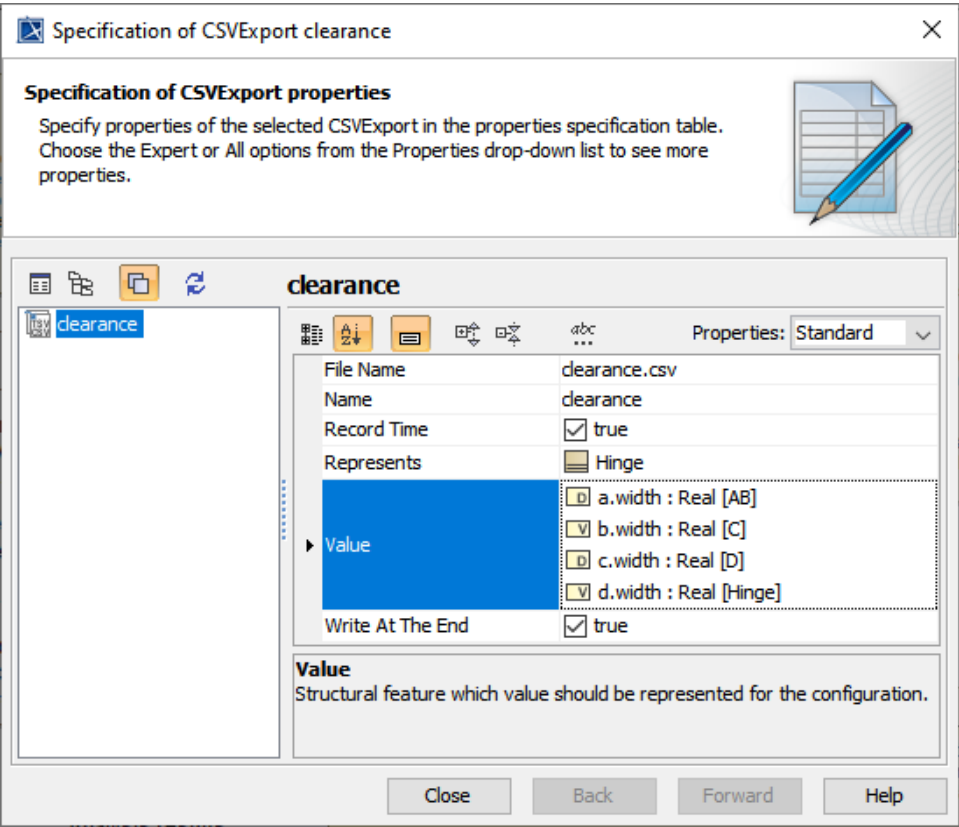 Specification of CSVExport clearance
Specification of CSVExport properties
Specify properties of the selected CSVExport in the properties specification table.
Choose the Expert or All options from the Properties drop-down list to see more
properties.
clearance
clearance
Properties: Standard
File Name clearance.csv
Name clearance
Record Time true
Represents Hinge
Value
D a.width : Real [AB]
V b.width : Real [C]
D c.width : Real [D]
V d.width : Real [Hinge]
Write At The End true
Value
Structural feature which value should be represented for the configuration.
Close Back Forward Help